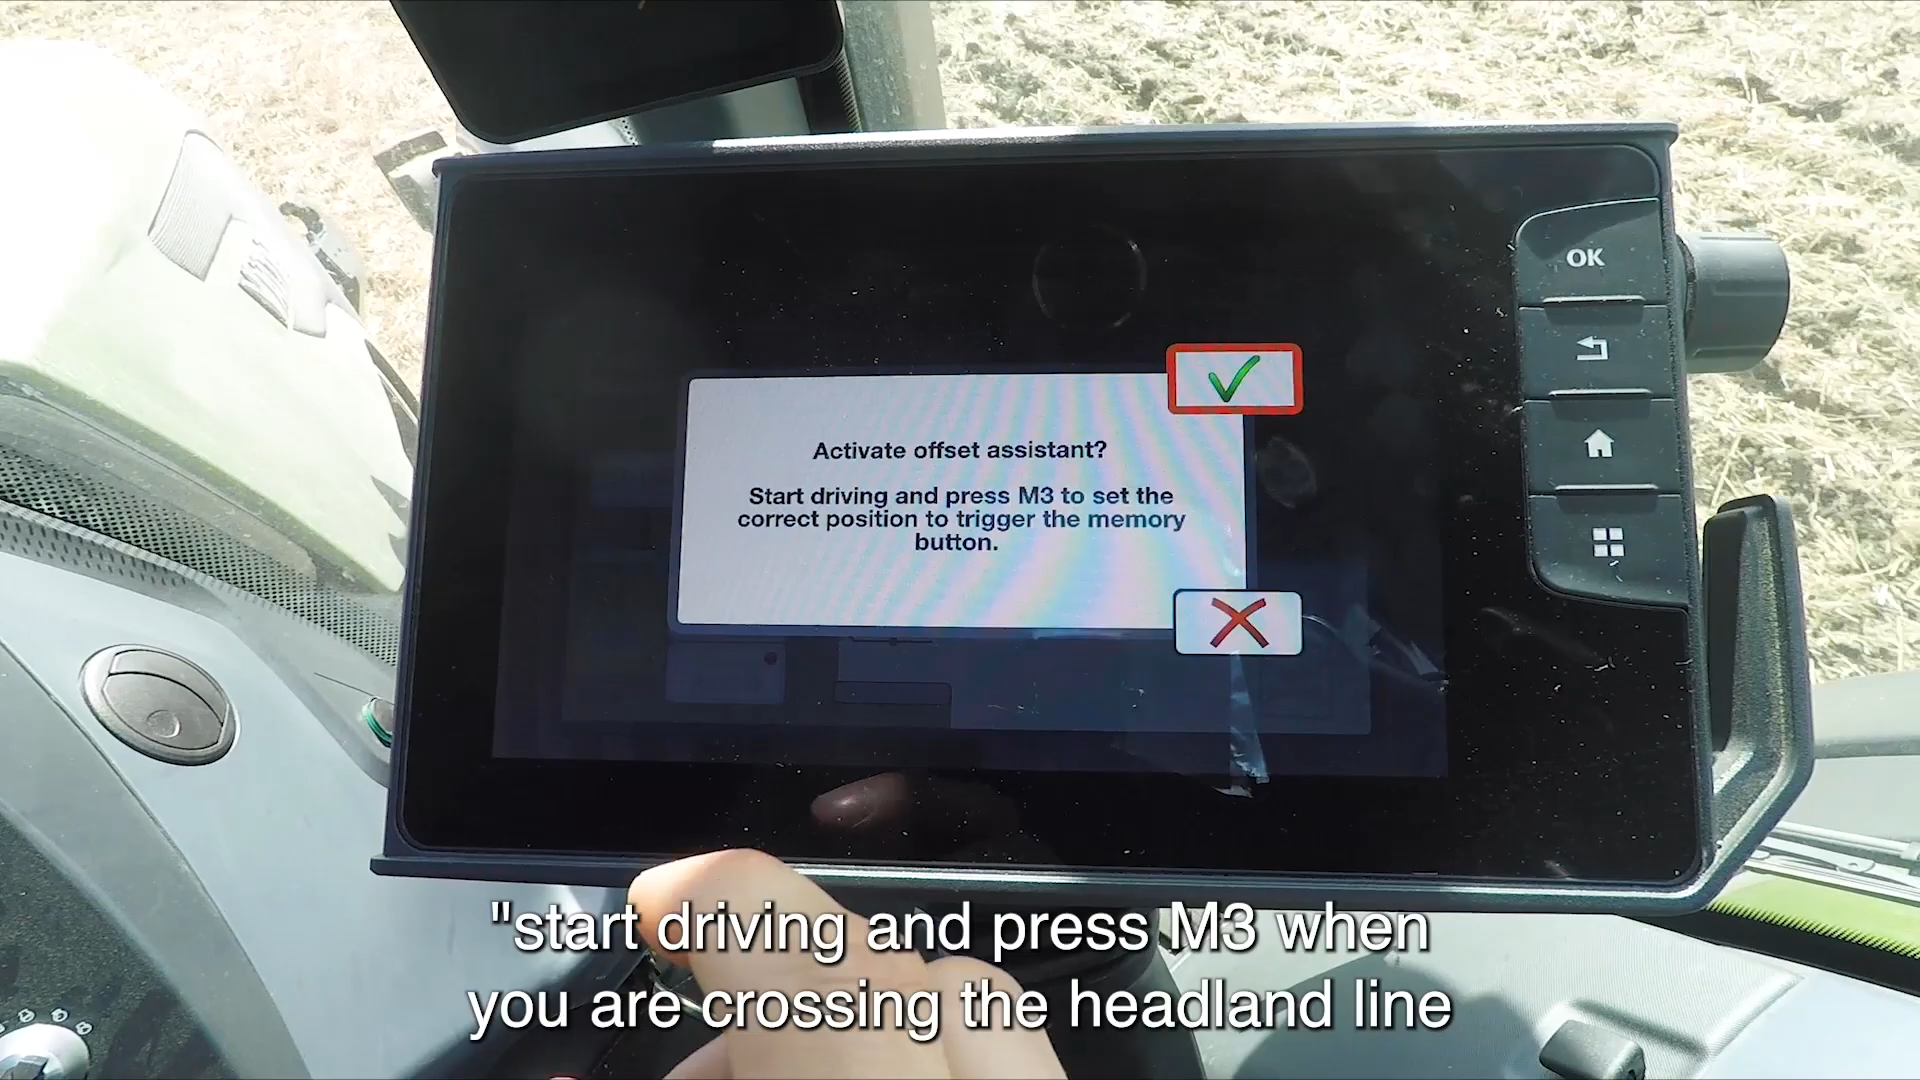 OK
Activate offset assistant?
Start driving and press M3 to set the
correct position to trigger the memory
button.
"start driving and press M3 when
you are crossing the headland line